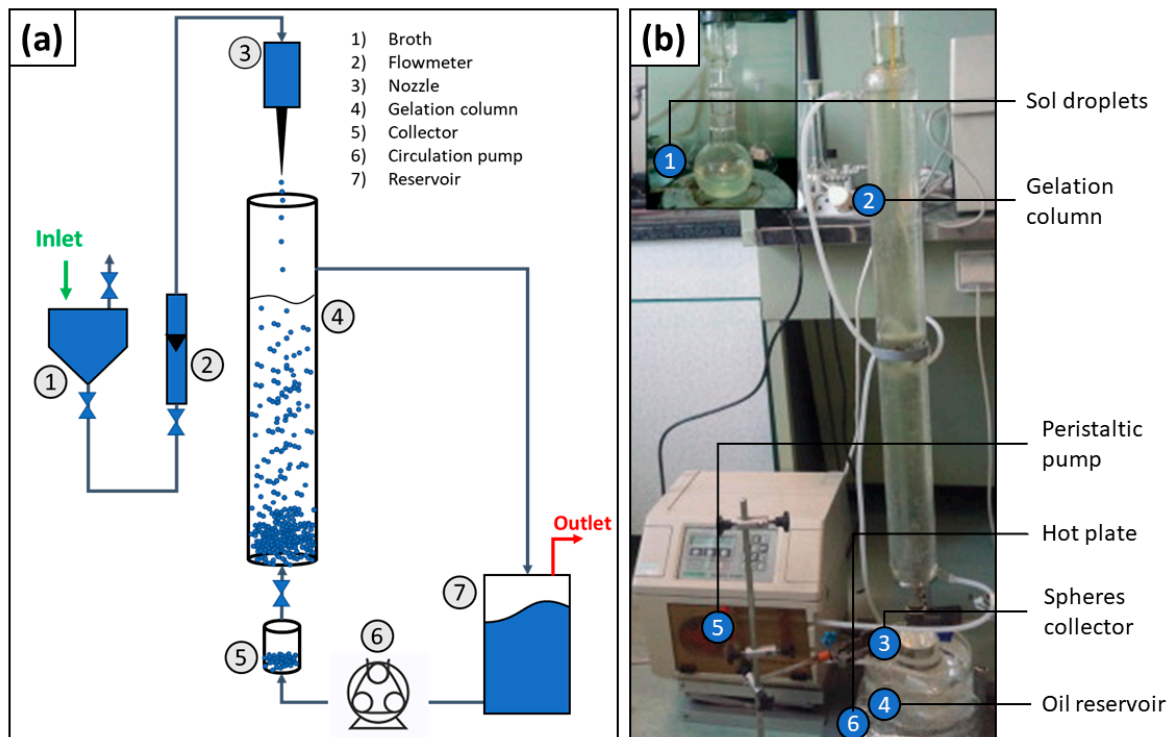 (a)
1) Broth
2) Flowmeter
3) Nozzle
4) Gelation column
5) Collector
6) Circulation pump
7) Reservoir
3
Inlet
4
1
2
Outlet
7
5
6
(b)
Sol droplets
1
2
Gelation
column
Peristaltic
pump
Hot plate
5
Spheres
collector
3
4
Oil reservoir
6